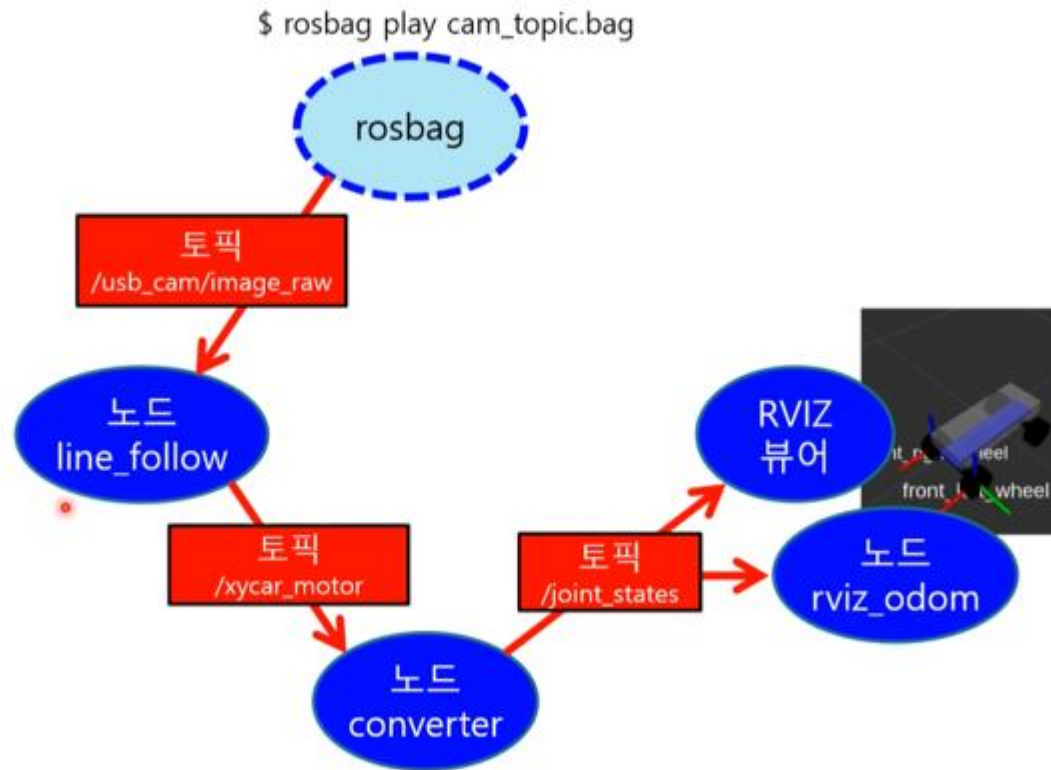 $ rosbag play cam_topic.bag
rosbag
토픽
/usb_cam/image_raw
노드
line_follow
RVIZ
뷰어
front_
wheel
토픽
/xycar_motor
토픽
/joint_states
노드
rviz_odom
노드
converter